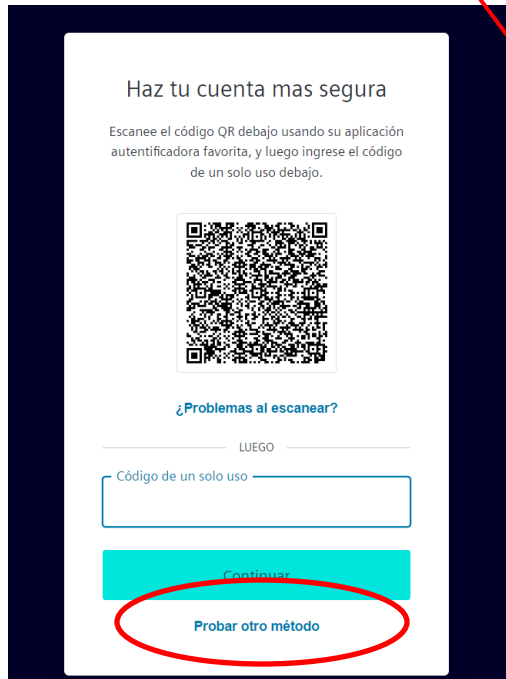 Haz tu cuenta mas segura
Escanee el código QR debajo usando su aplicación
autentificadora favorita, y luego ingrese el código
de un solo uso debajo.
¿Problemas al escanear?
LUEGO
Código de un solo uso
Continuar
Probar otro método